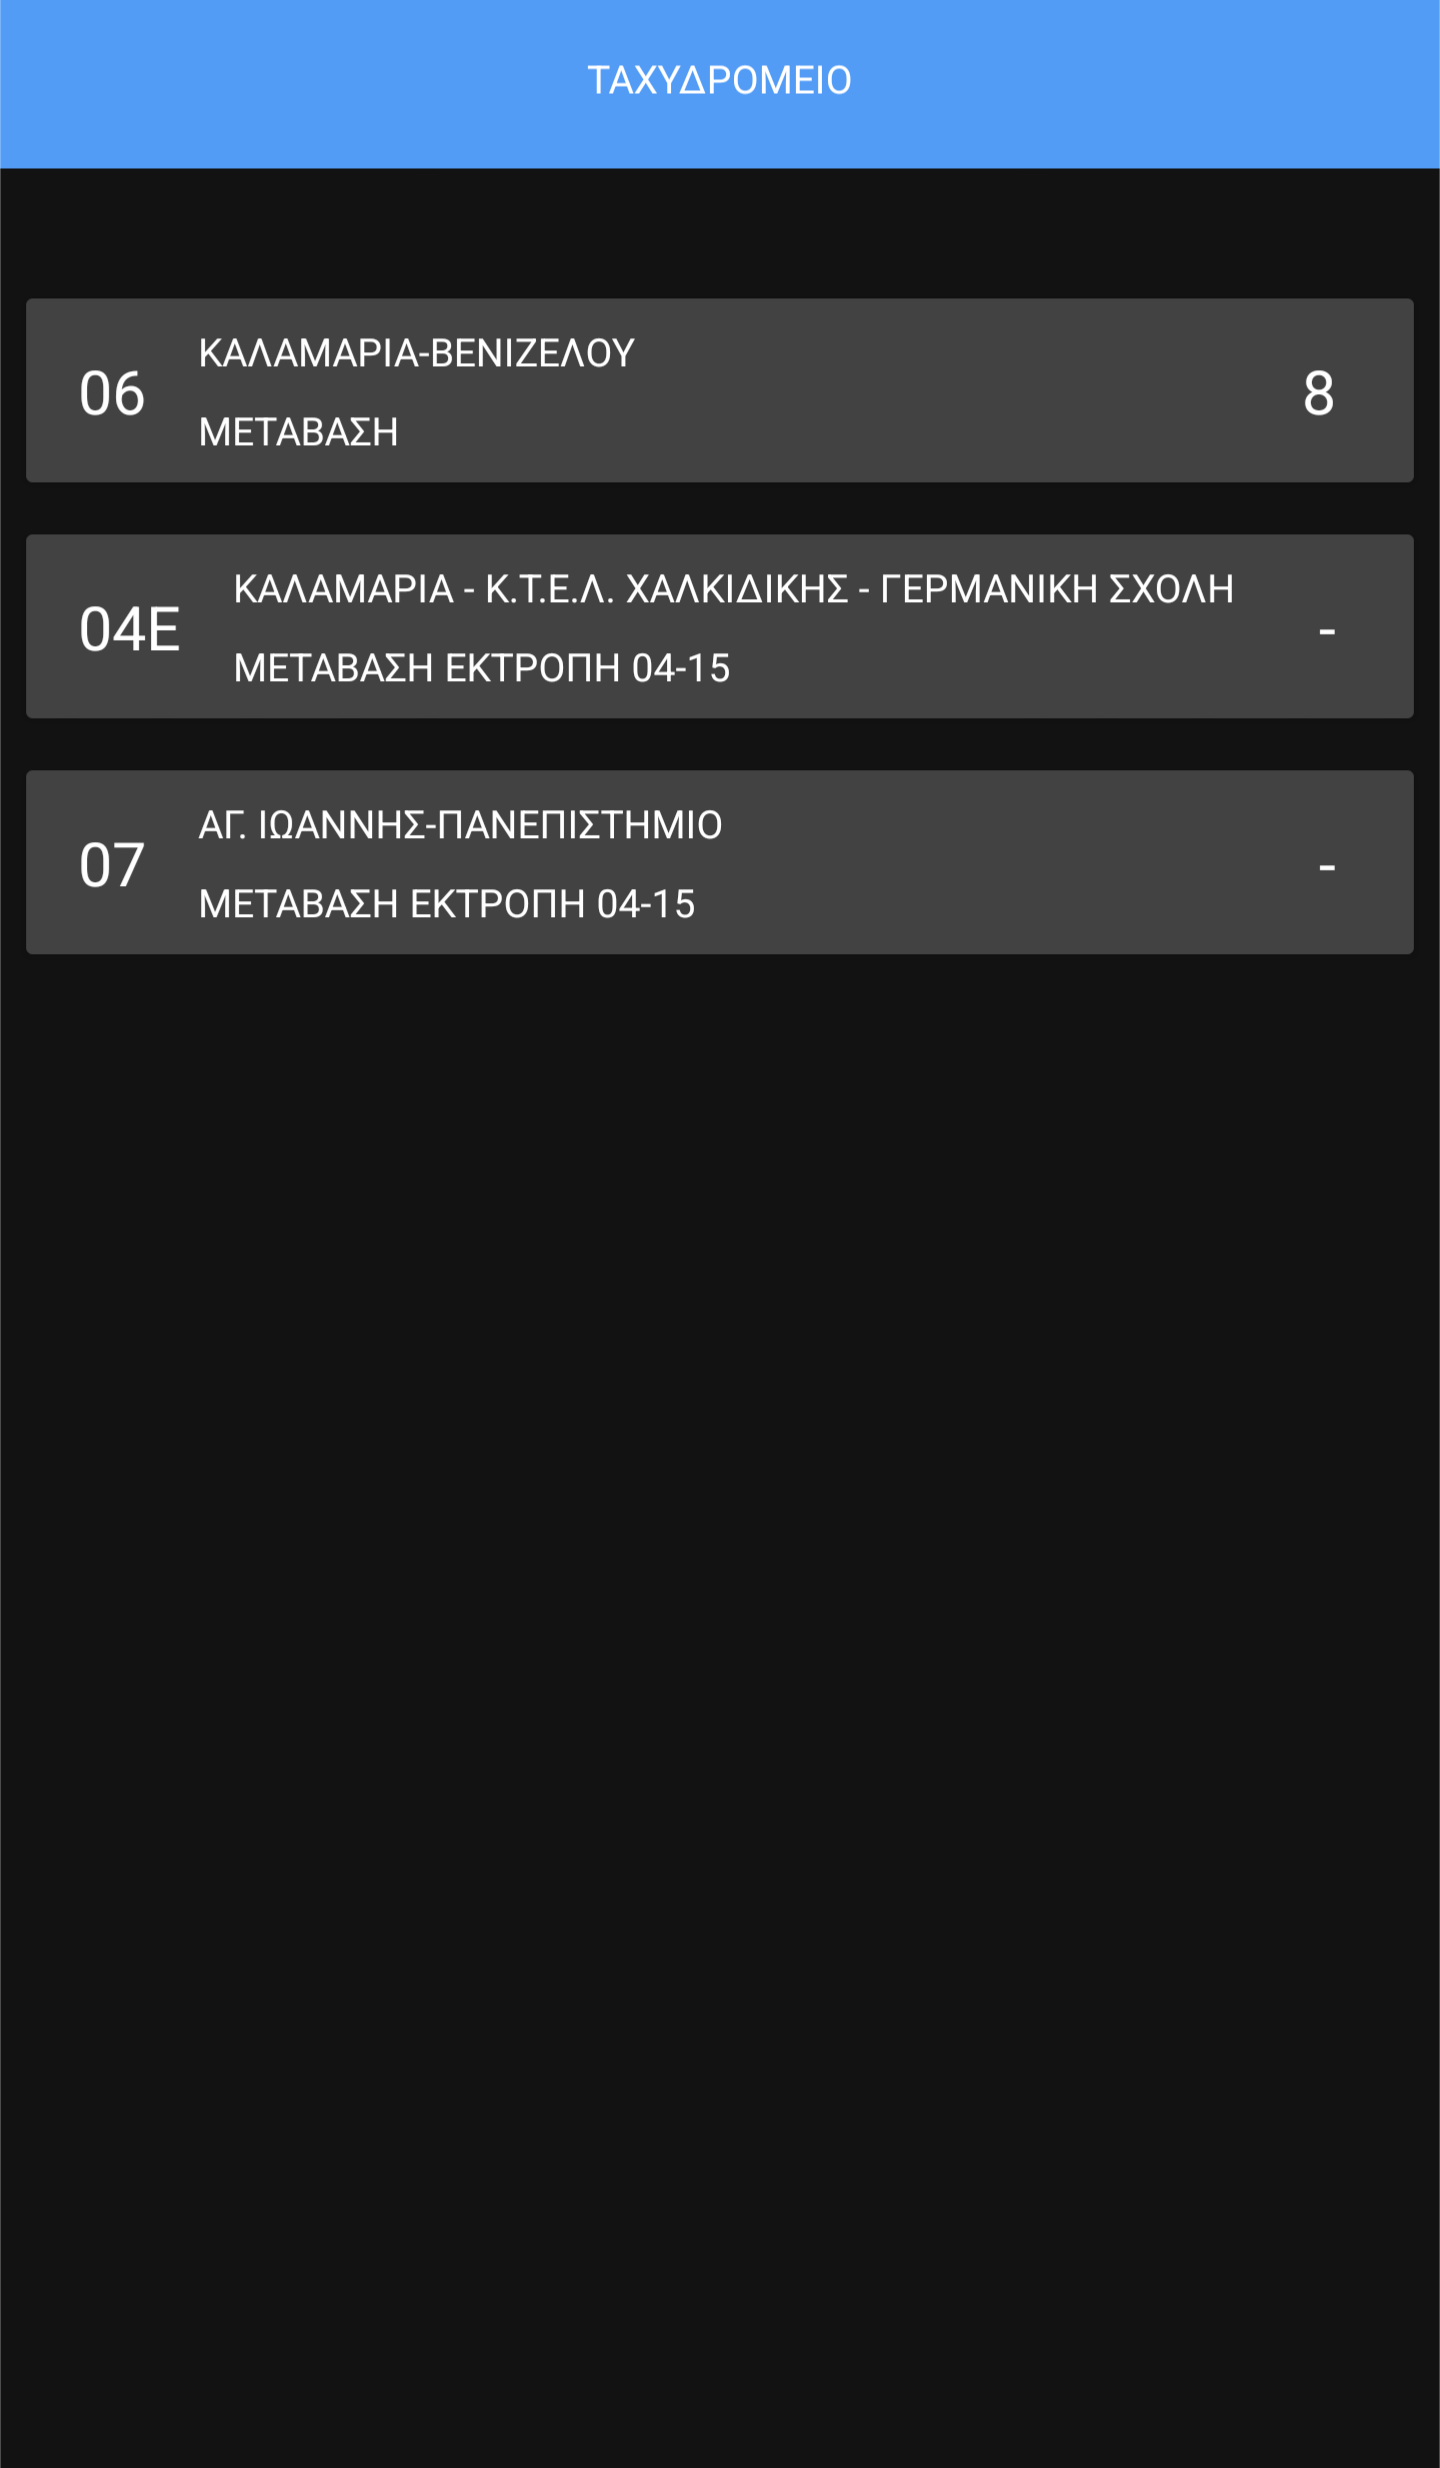 ΤΑΧΥΔΡΟΜΕΙΟ
06
ΚΑΛΑΜΑΡΙΑ-ΒΕΝΙΖΕΛΟΥ
ΜΕΤΑΒΑΣΗ
8
04Ε
ΚΑΛΑΜΑΡΙΑ - Κ.Τ.Ε.Λ. ΧΑΛΚΙΔΙΚΗΣ - ΓΕΡΜΑΝΙΚΗ ΣΧΟΛΗ
ΜΕΤΑΒΑΣΗ ΕΚΤΡΟΠΗ 04-15
-
07
ΑΓ. ΙΩΑΝΝΗΣ-ΠΑΝΕΠΙΣΤΗΜΙΟ
ΜΕΤΑΒΑΣΗ ΕΚΤΡΟΠΗ 04-15
-